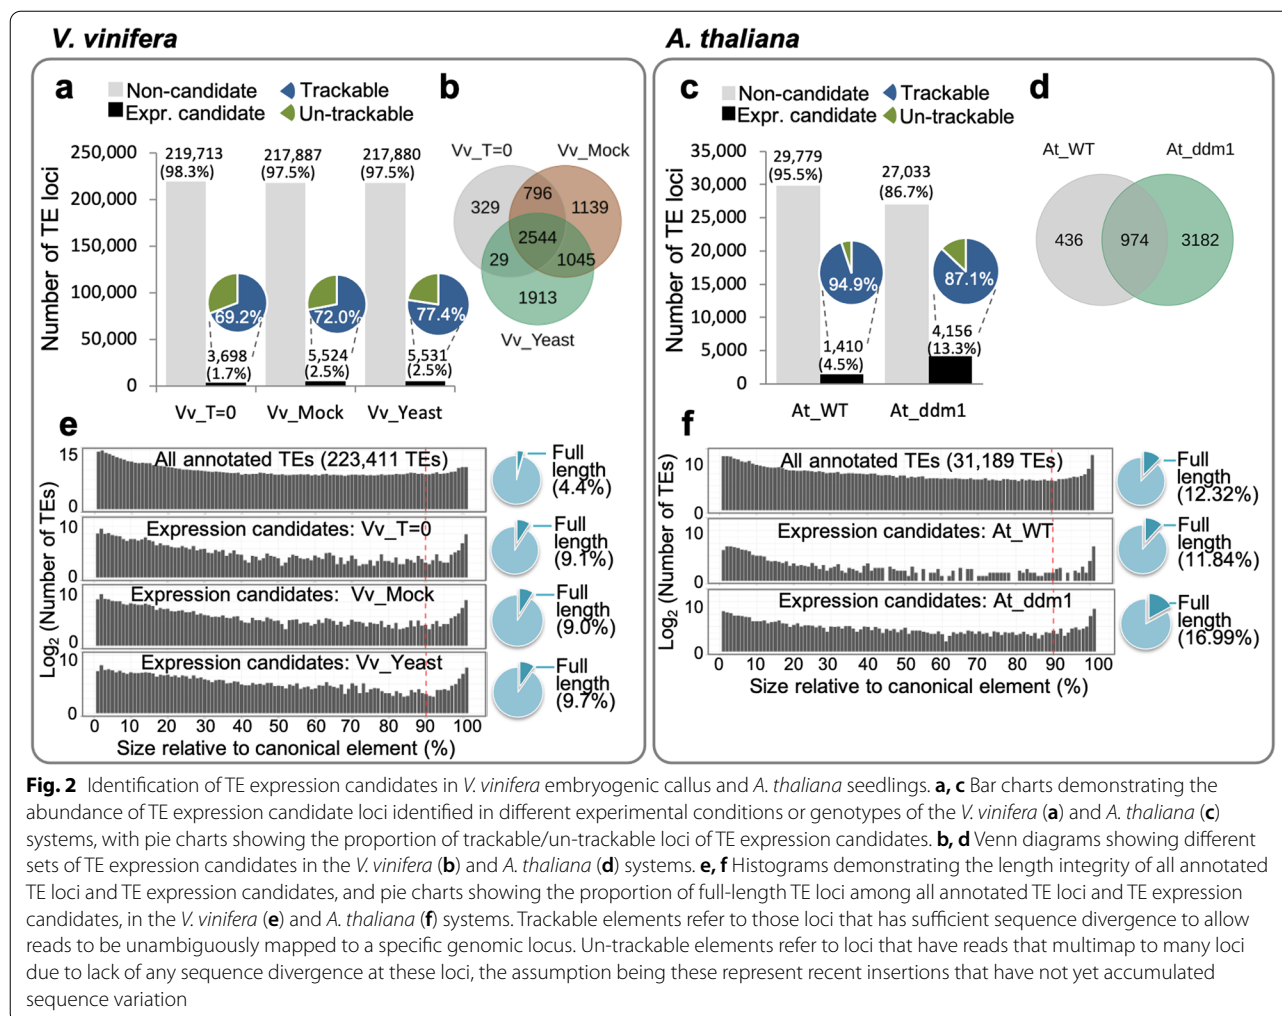 V. vinifera
A. thaliana
a
Non-candidate
Trackable
Expr. candidate
Un-trackable
Number of TE loci
250,000
200,000
150,000
100,000
50,000
0
219,713
(98.3%)
217,887
(97.5%)
217,880
(97.5%)
69.2%
72.0%
77.4%
3,698
(1.7%)
5,524
(2.5%)
5,531
(2.5%)
Vv_T=0
Vv_Mock
Vv_Yeast
b
Vv_T=0
Vv_Mock
329
796
1139
2544
29
1045
1913
Vv_Yeast
c
Non-candidate
Trackable
Expr. candidate
Un-trackable
Number of TE loci
35,000
30,000
25,000
20,000
15,000
10,000
5,000
0
29,779
(95.5%)
27,033
(86.7%)
94.9%
87.1%
1,410
(4.5%)
4,156
(13.3%)
At_WT
At_ddm1
d
At_WT
At_ddm1
436
974
3182
e
Log2 (Number of TEs)
15
0
All annotated TEs (223,411 TEs)
Full
length
(4.4%)
10
0
Expression candidates: Vv_T=0
Full
length
(9.1%)
10
0
Expression candidates: Vv_Mock
Full
length
(9.0%)
10
0
Expression candidates: Vv_Yeast
Full
length
(9.7%)
0 10 20 30 40 50 60 70 80 90 100
Size relative to canonical element (%)
f
Log2 (Number of TEs)
10
0
All annotated TEs (31,189 TEs)
Full
length
(12.32%)
10
0
Expression candidates: At_WT
Full
length
(11.84%)
10
0
Expression candidates: At_ddm1
Full
length
(16.99%)
0 10 20 30 40 50 60 70 80 90 100
Size relative to canonical element (%)
Fig. 2 Identification of TE expression candidates in V. vinifera embryogenic callus and A. thaliana seedlings. a, c Bar charts demonstrating the
abundance of TE expression candidate loci identified in different experimental conditions or genotypes of the V. vinifera (a) and A. thaliana (c)
systems, with pie charts showing the proportion of trackable/un-trackable loci of TE expression candidates. b, d Venn diagrams showing different
sets of TE expression candidates in the V. vinifera (b) and A. thaliana (d) systems. e, f Histograms demonstrating the length integrity of all annotated
TE loci and TE expression candidates, and pie charts showing the proportion of full-length TE loci among all annotated TE loci and TE expression
candidates, in the V. vinifera (e) and A. thaliana (f) systems. Trackable elements refer to those loci that has sufficient sequence divergence to allow
reads to be unambiguously mapped to a specific genomic locus. Un-trackable elements refer to loci that have reads that multimap to many loci
due to lack of any sequence divergence at these loci, the assumption being these represent recent insertions that have not yet accumulated
sequence variation